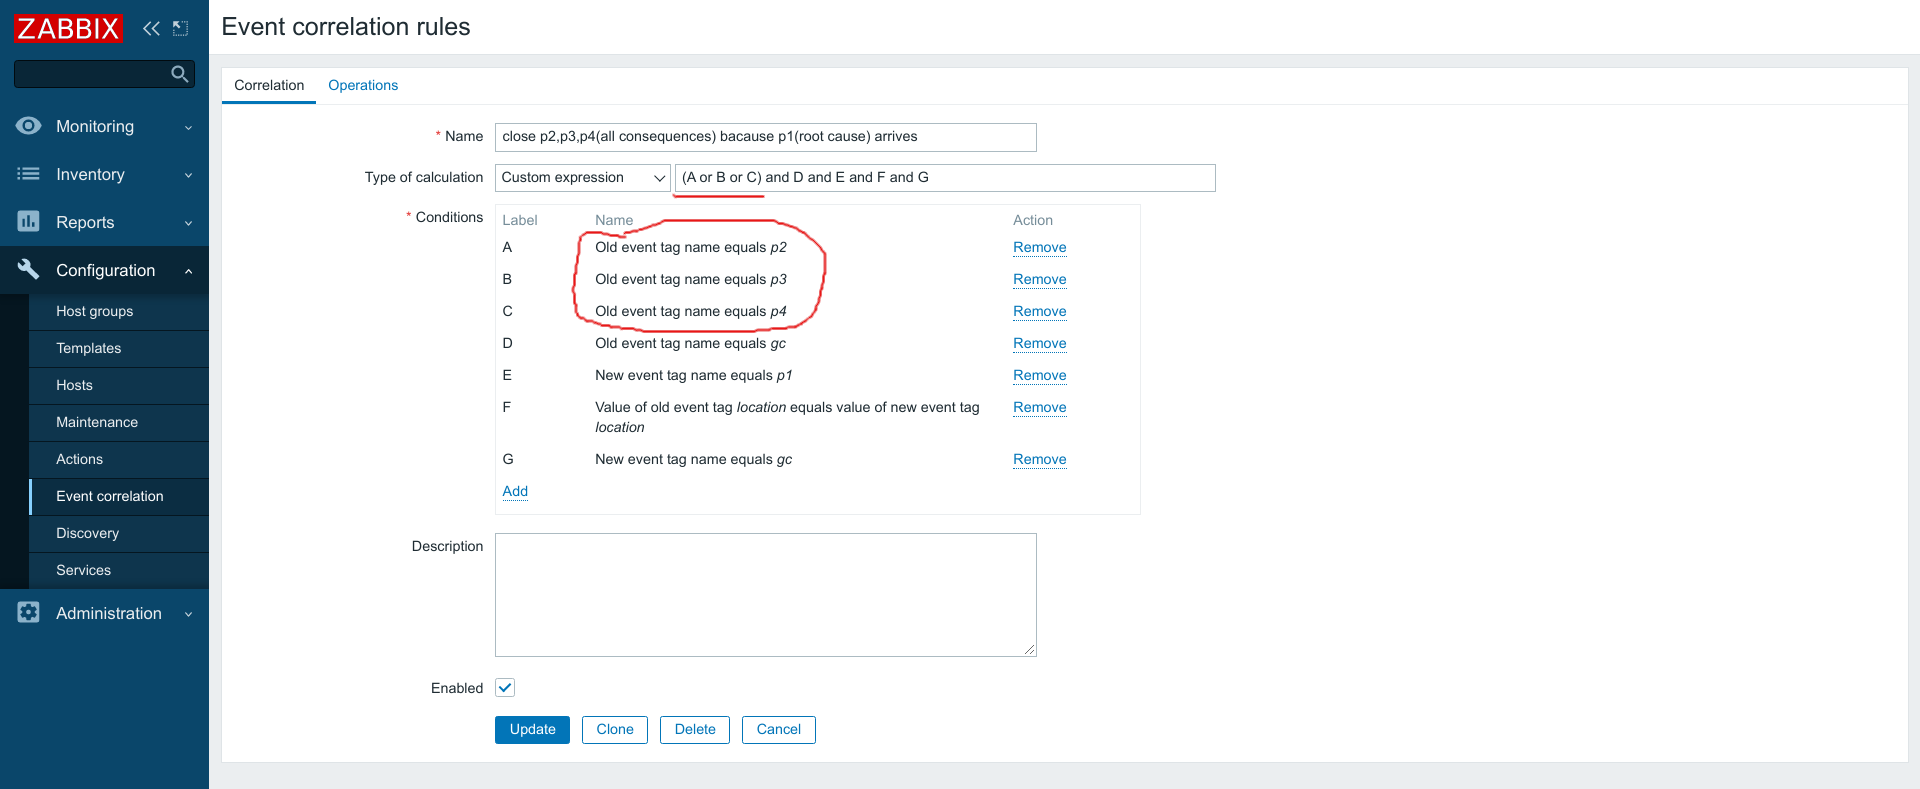 ZABBIX
Event correlation rules
Correlation Operations
Monitoring
Inventory
Reports
Configuration
Host groups
Templates
Hosts
Maintenance
Actions
Event correlation
Discovery
Services
Administration
* Name close p2,p3,p4(all consequences) bacause p1(root cause) arrives
Type of calculation Custom expression (A or B or C) and D and E and F and G
* Conditions Label Name Action
A Old event tag name equals p2 Remove
B Old event tag name equals p3 Remove
C Old event tag name equals p4 Remove
D Old event tag name equals gc Remove
E New event tag name equals p1 Remove
F Value of old event tag location equals value of new event tag Remove
location
G New event tag name equals gc Remove
Add
Description
Enabled
Update Clone Delete Cancel